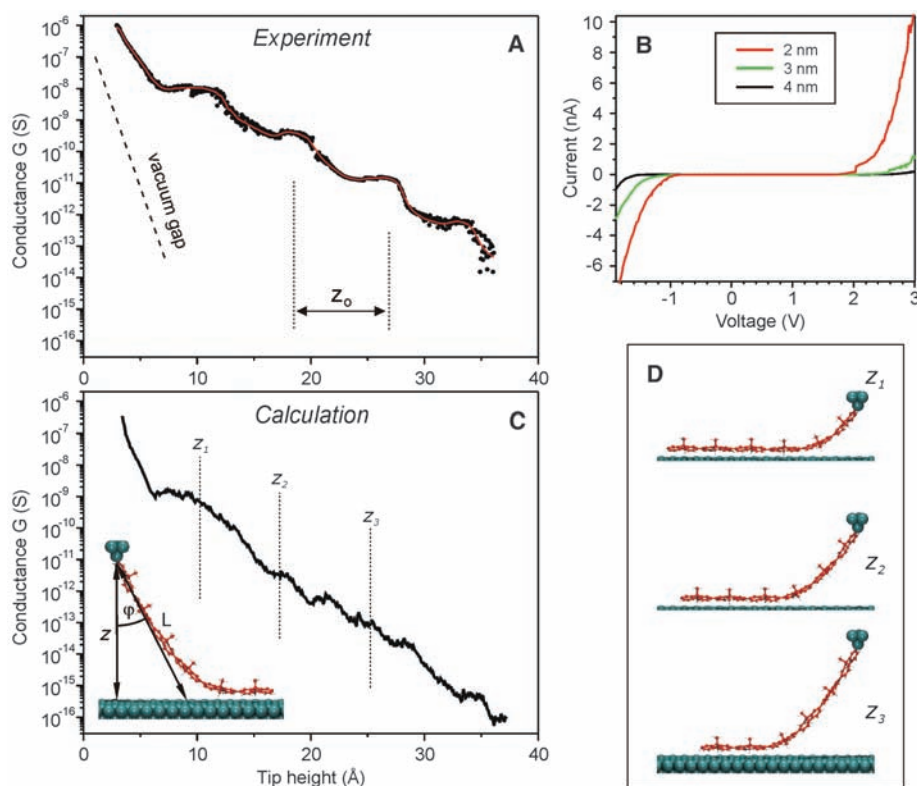 Experiment
A
Conductance G (S)
10⁻⁶
10⁻⁷
10⁻⁸
10⁻⁹
10⁻¹⁰
10⁻¹¹
10⁻¹²
10⁻¹³
10⁻¹⁴
10⁻¹⁵
10⁻¹⁶
vacuum gap
z₀
0 10 20 30 40
B
2 nm
3 nm
4 nm
Current (nA)
10
8
6
4
2
0
-2
-4
-6
-1 0 1 2 3
Voltage (V)
Calculation
C
Conductance G (S)
10⁻⁶
10⁻⁷
10⁻⁸
10⁻⁹
10⁻¹⁰
10⁻¹¹
10⁻¹²
10⁻¹³
10⁻¹⁴
10⁻¹⁵
10⁻¹⁶
z₁
z₂
z₃
φ
L
z
0 10 20 30 40
Tip height (Å)
D
Z₁
Z₂
Z₃